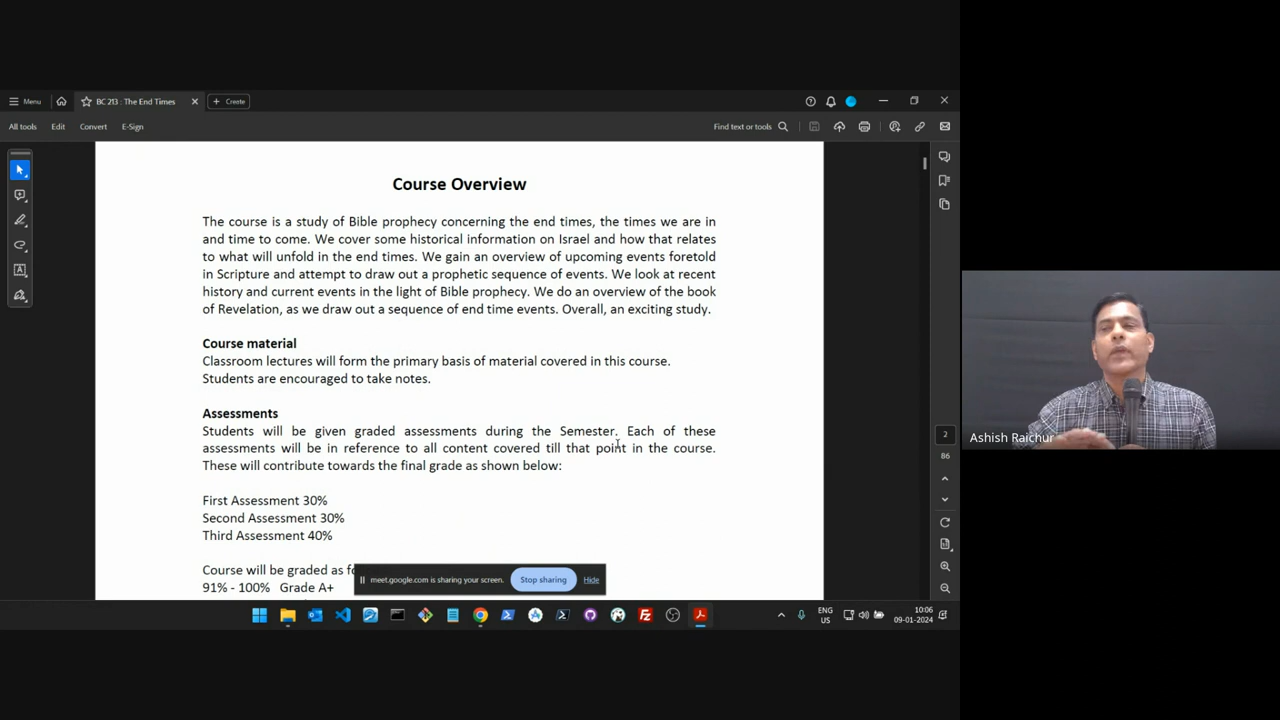 Menu
BC 213 : The End Times
Create
All tools
Edit
Convert
E-Sign
Find text or tools
Course Overview
The course is a study of Bible prophecy concerning the end times, the times we are in
and time to come. We cover some historical information on Israel and how that relates
to what will unfold in the end times. We gain an overview of upcoming events foretold
in Scripture and attempt to draw out a prophetic sequence of events. We look at recent
history and current events in the light of Bible prophecy. We do an overview of the book
of Revelation, as we draw out a sequence of end time events. Overall, an exciting study.
Course material
Classroom lectures will form the primary basis of material covered in this course.
Students are encouraged to take notes.
Assessments
Students will be given graded assessments during the Semester. Each of these
assessments will be in reference to all content covered till that point in the course.
These will contribute towards the final grade as shown below:
First Assessment 30%
Second Assessment 30%
Third Assessment 40%
Course will be graded as fo
91% - 100% Grade A+
meet.google.com is sharing your screen.
Stop sharing
Hide
2
86
Ashish Raichur
ENG
US
10:06
09-01-2024